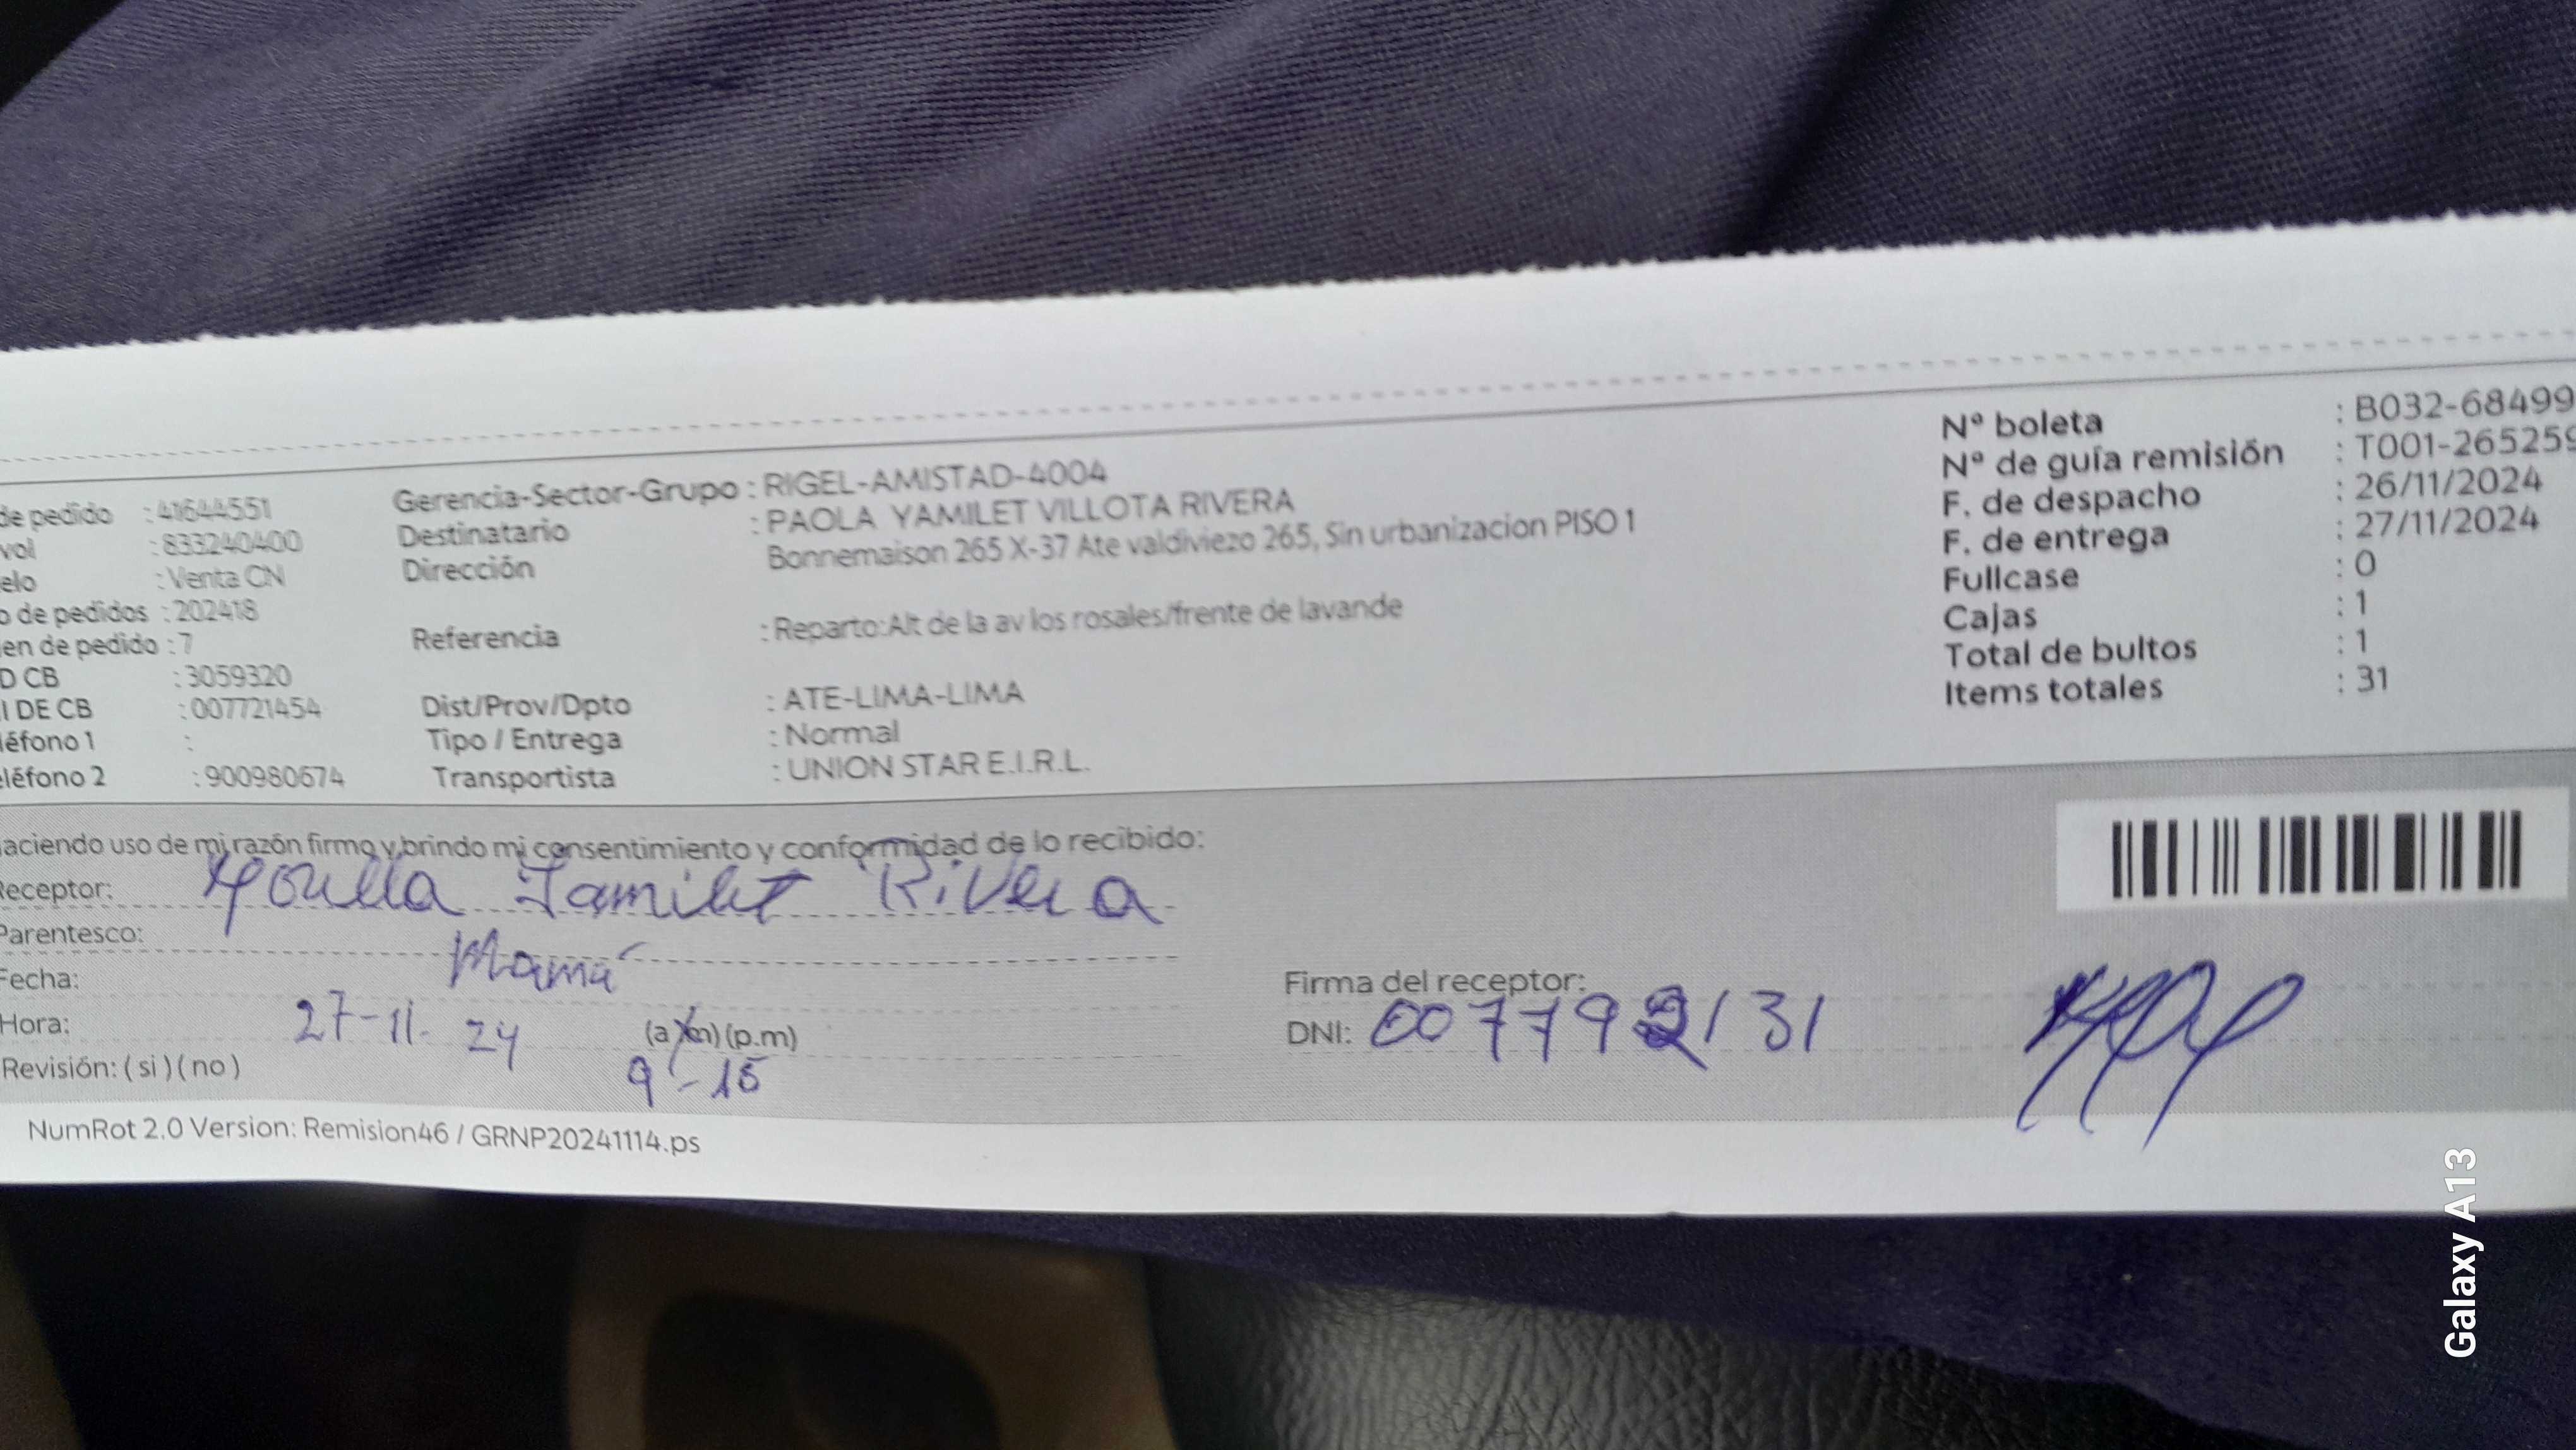 de pedido : 41644551
vol : 833240400
elo : Venta CN
o de pedidos : 202418
en de pedido : 7
D CB : 3059320
I DE CB : 007721454
léfono 1 :
eléfono 2 : 900980674
Gerencia-Sector-Grupo : RIGEL-AMISTAD-4004
Destinatario : PAOLA YAMILET VILLOTA RIVERA
Dirección Bonnemaison 265 X-37 Ate valdiviezo 265, Sin urbanizacion PISO 1
Referencia : Reparto:Alt de la av los rosales/frente de lavande
Dist/Prov/Dpto : ATE-LIMA-LIMA
Tipo / Entrega : Normal
Transportista : UNION STAR E.I.R.L.
Nº boleta : B032-68499
Nº de guía remisión : T001-265259
F. de despacho : 26/11/2024
F. de entrega : 27/11/2024
Fullcase : 0
Cajas : 1
Total de bultos : 1
Items totales : 31
aciendo uso de mi razón firmo y brindo mi consentimiento y conformidad de lo recibido:
Receptor: Jamilet Rivera
Parentesco: Mamá
Fecha: 27-11-24
Hora: (a.m) (p.m) 9-15
Revisión: ( si ) ( no )
Firma del receptor:
DNI: 007792131
NumRot 2.0 Version: Remision46 / GRNP20241114.ps
Galaxy A13